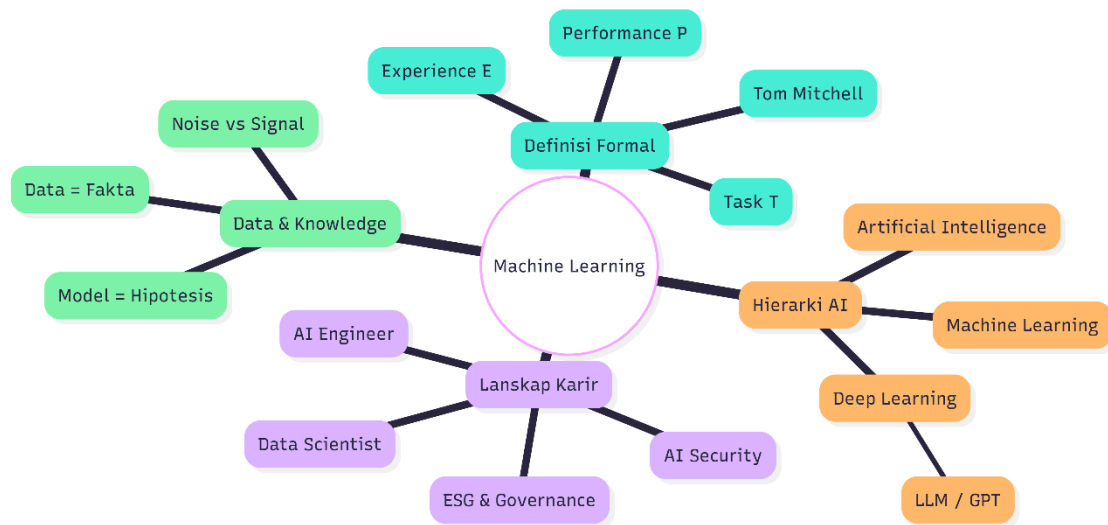 Performance P
Experience E
Tom Mitchell
Noise vs Signal
Definisi Formal
Data = Fakta
Task T
Data & Knowledge
Artificial Intelligence
Machine Learning
Model = Hipotesis
Hierarki AI
Machine Learning
AI Engineer
Lanskap Karir
Deep Learning
Data Scientist
AI Security
ESG & Governance
LLM / GPT